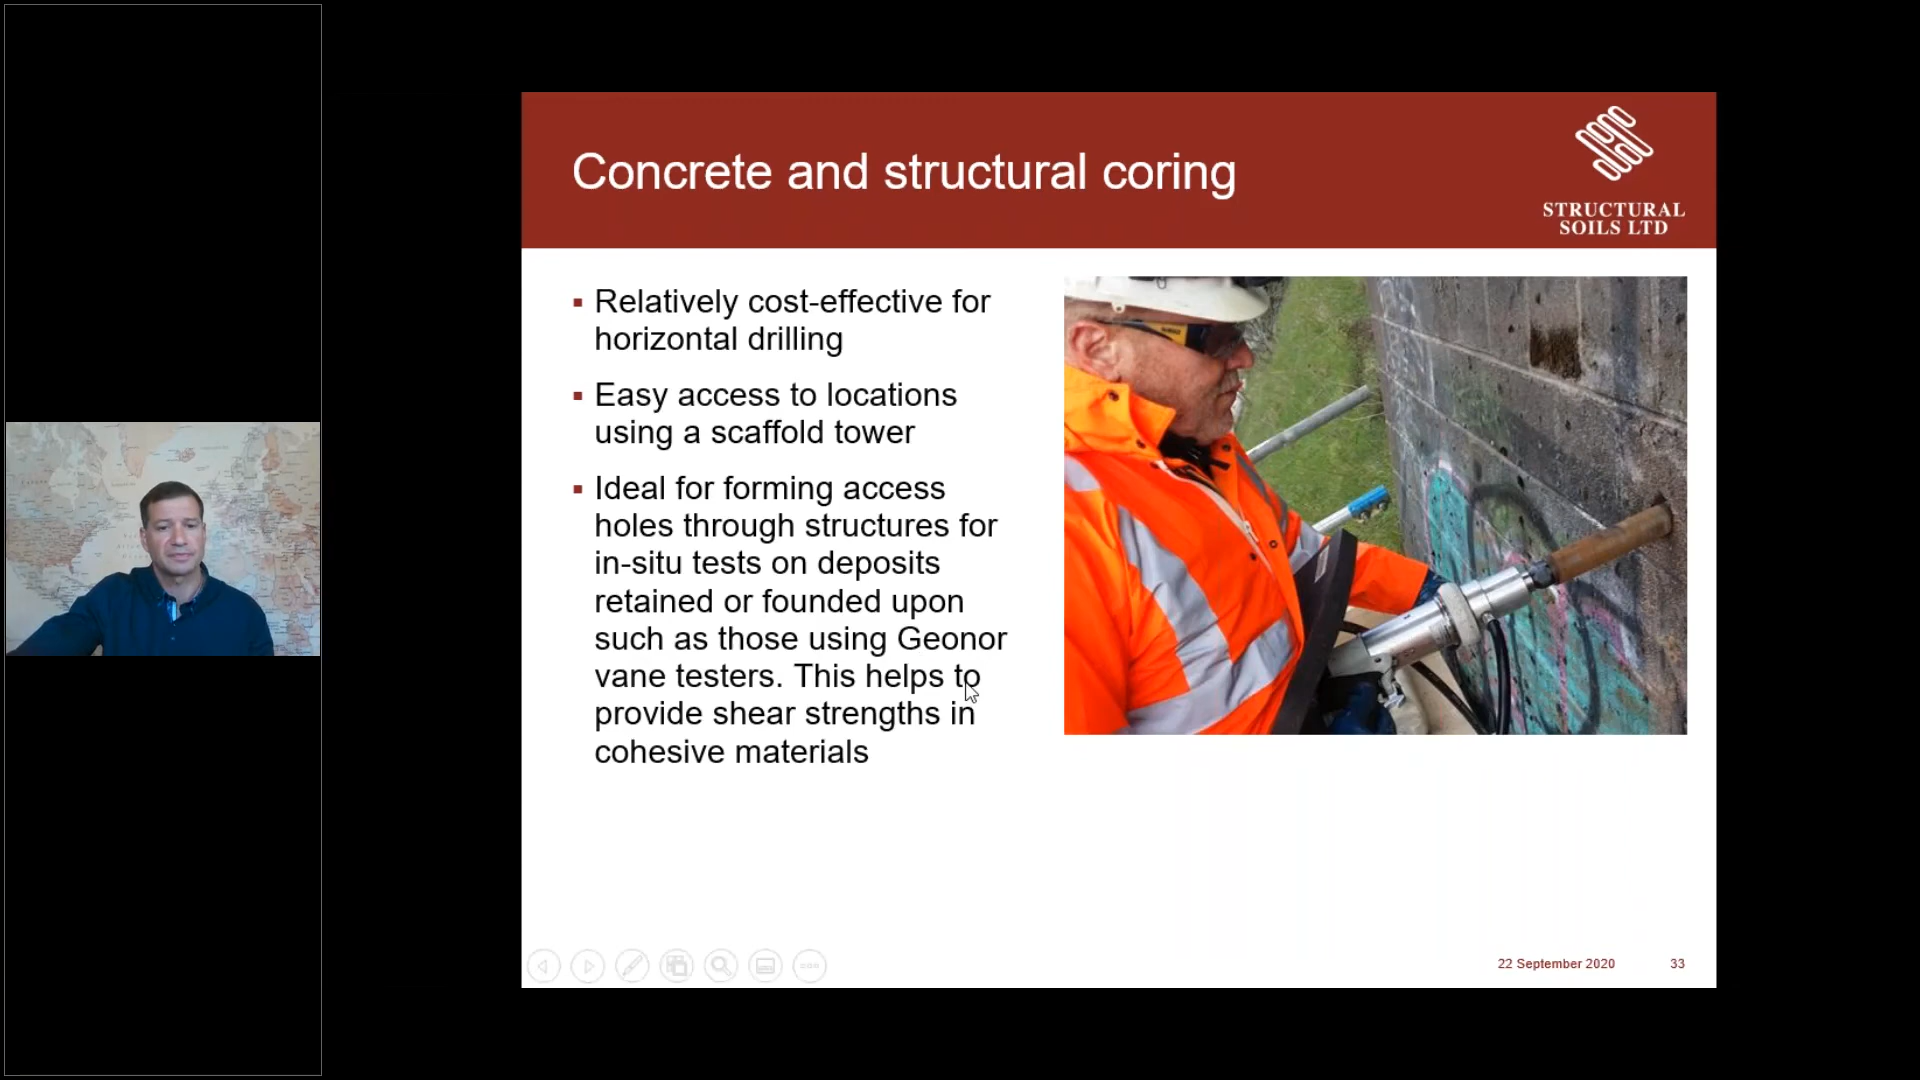 Concrete and structural coring
STRUCTURAL
SOILS LTD
▪ Relatively cost-effective for
horizontal drilling
▪ Easy access to locations
using a scaffold tower
▪ Ideal for forming access
holes through structures for
in-situ tests on deposits
retained or founded upon
such as those using Geonor
vane testers. This helps to
provide shear strengths in
cohesive materials
22 September 2020
33